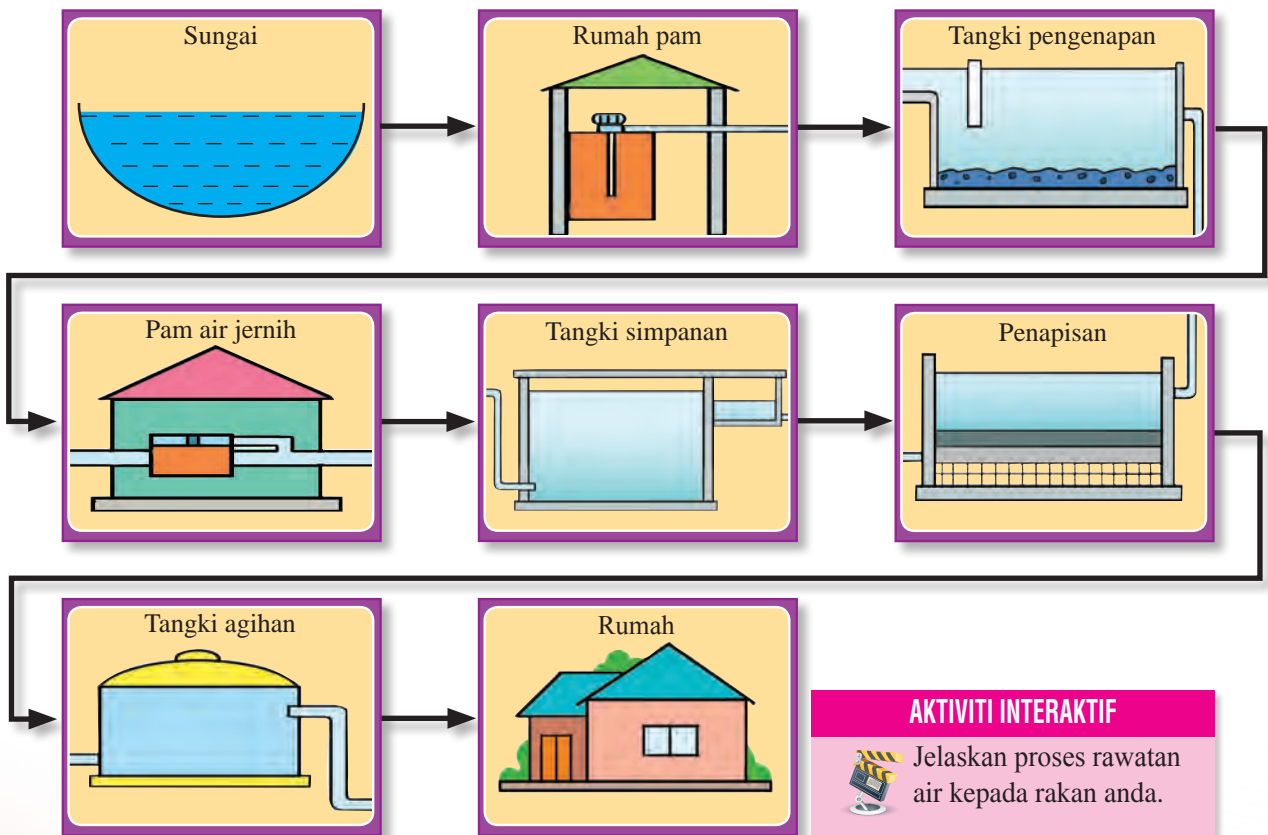 Sungai
Rumah pam
Tangki pengenapan
Pam air jernih
Tangki simpanan
Penapisan
Tangki agihan
Rumah
AKTIVITI INTERAKTIF
Jelaskan proses rawatan
air kepada rakan anda.